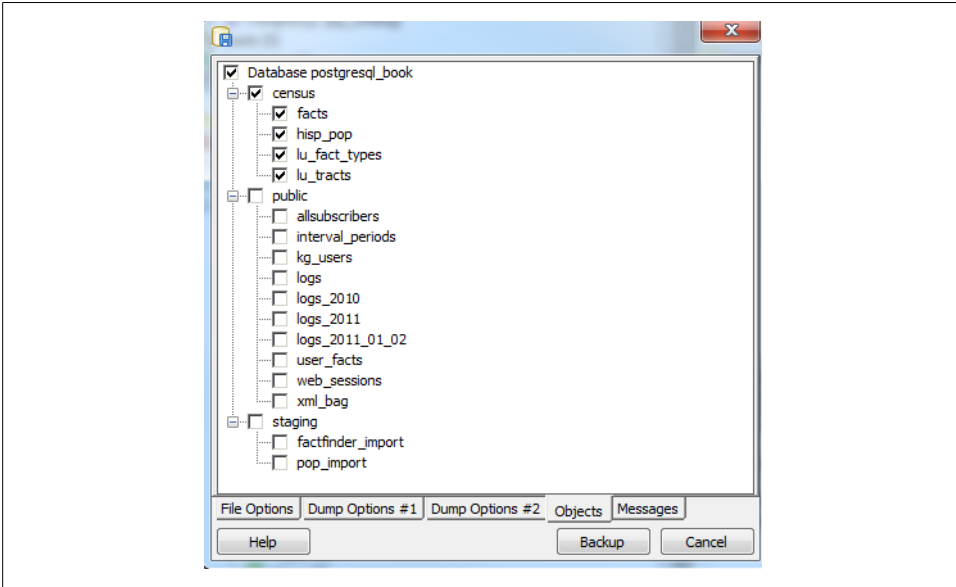 Database postgresql_book
census
facts
hisp_pop
lu_fact_types
lu_tracts
public
allsubscribers
interval_periods
kg_users
logs
logs_2010
logs_2011
logs_2011_01_02
user_facts
web_sessions
xml_bag
staging
factfinder_import
pop_import
File Options Dump Options #1 Dump Options #2 Objects Messages
Help Backup Cancel